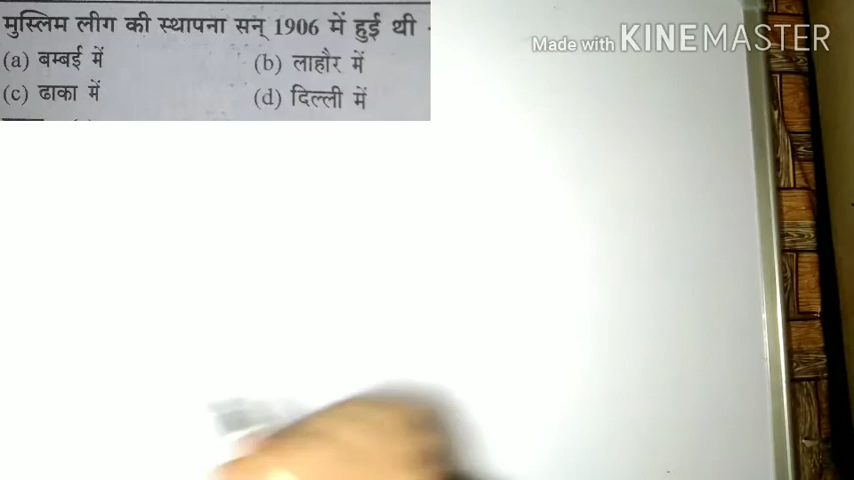 मुस्लिम लीग की स्थापना सन् 1906 में हुई थी
(a) बम्बई में (b) लाहौर में
(c) ढाका में (d) दिल्ली में
Made with KINEMASTER